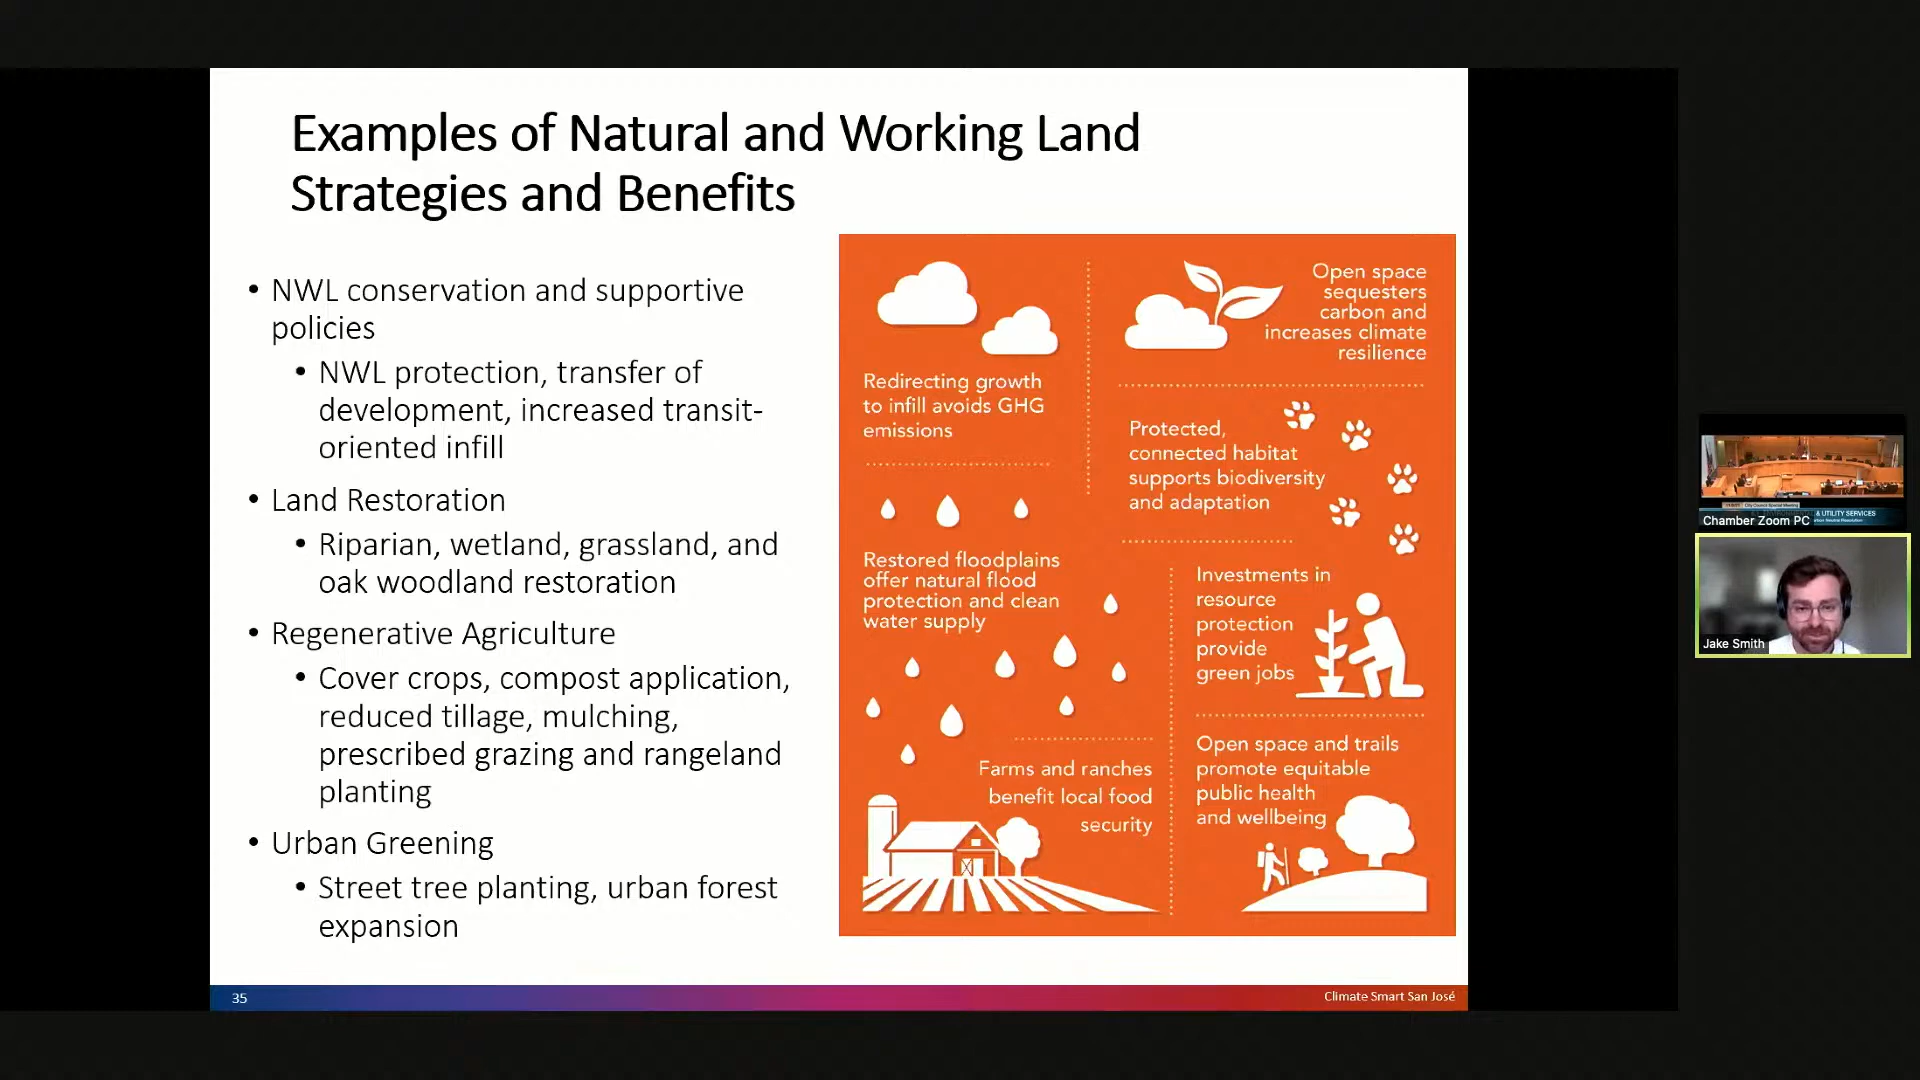 Examples of Natural and Working Land
Strategies and Benefits
• NWL conservation and supportive
policies
• NWL protection, transfer of
development, increased transit-
oriented infill
• Land Restoration
• Riparian, wetland, grassland, and
oak woodland restoration
• Regenerative Agriculture
• Cover crops, compost application,
reduced tillage, mulching,
prescribed grazing and rangeland
planting
• Urban Greening
• Street tree planting, urban forest
expansion
Redirecting growth
to infill avoids GHG
emissions
Restored floodplains
offer natural flood
protection and clean
water supply
Farms and ranches
benefit local food
security
Open space
sequesters
carbon and
increases climate
resilience
Protected,
connected habitat
supports biodiversity
and adaptation
Investments in
resource
protection
provide
green jobs
Open space and trails
promote equitable
public health
and wellbeing
35
Climate Smart San José
& UTILITY SERVICES
Chamber Zoom PC
Jake Smith